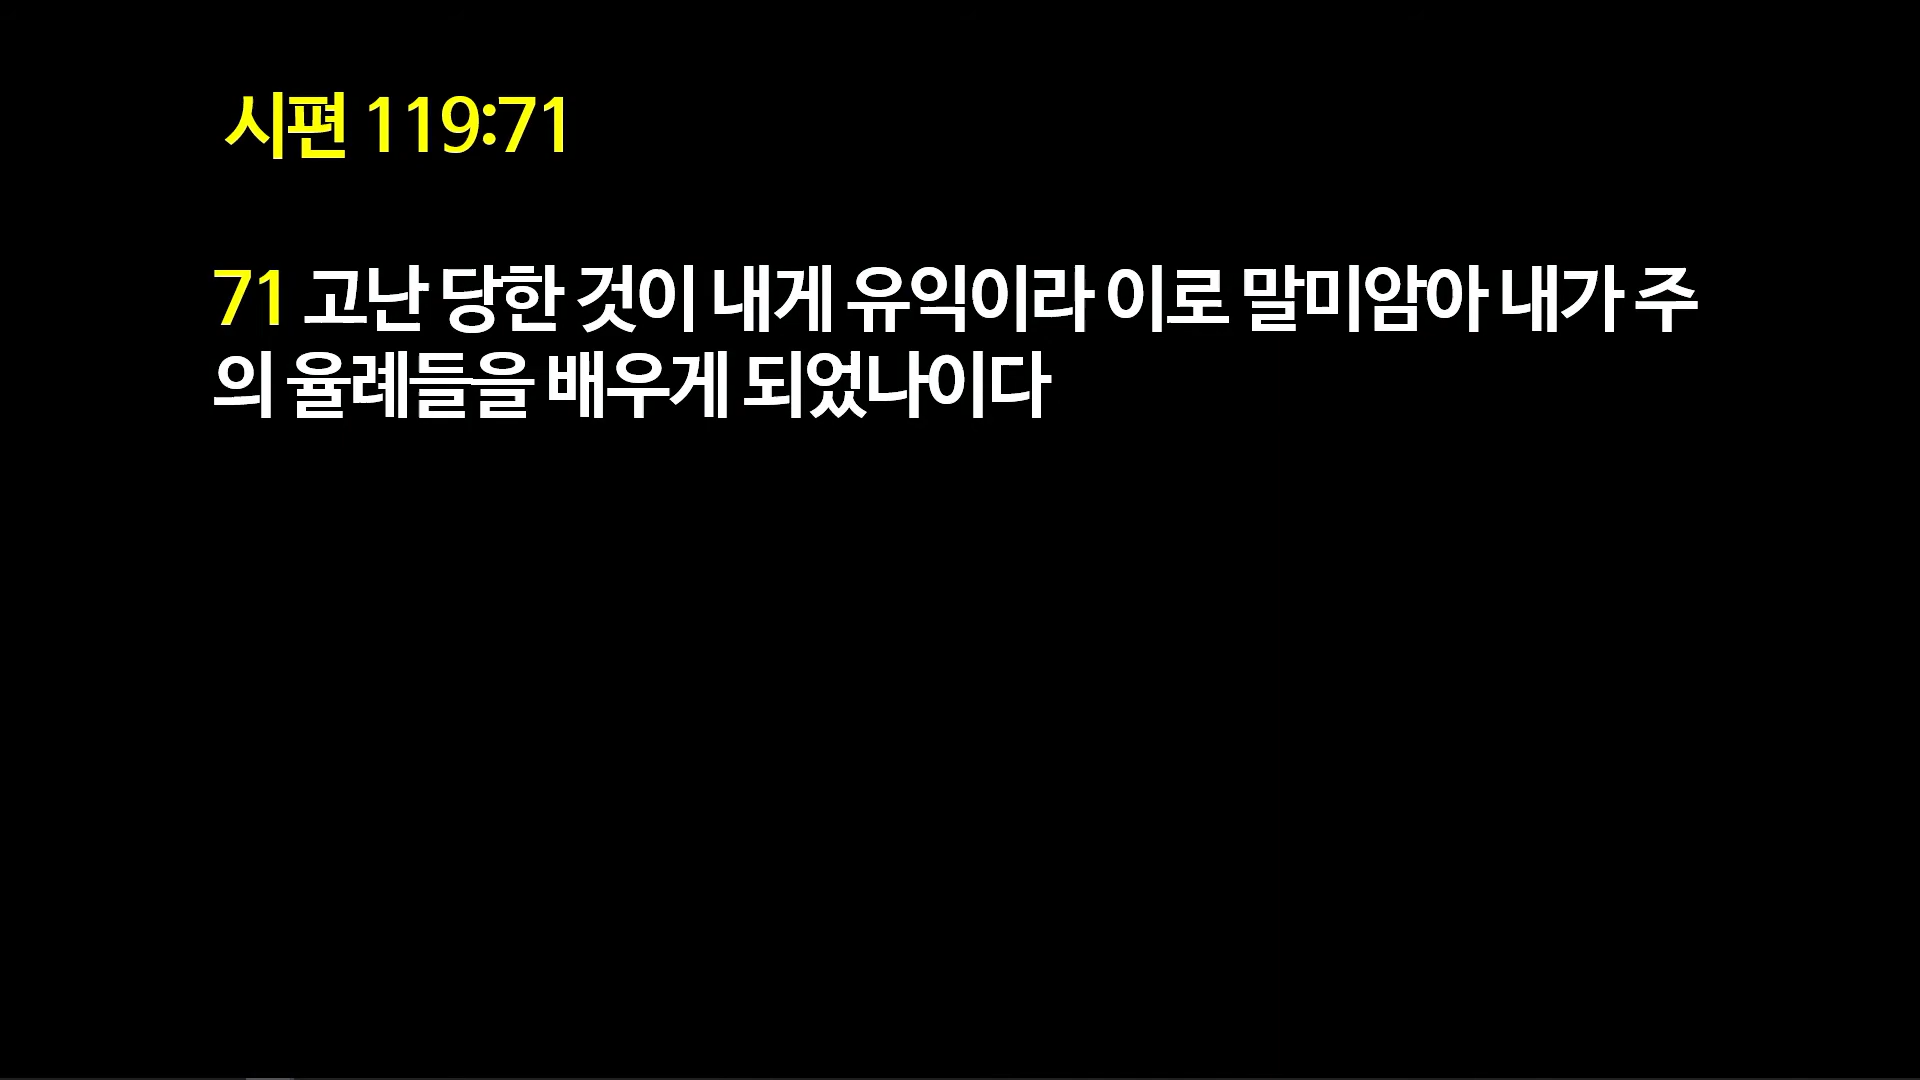 시편 119:71
71 고난 당한 것이 내게 유익이라 이로 말미암아 내가 주
의 율례들을 배우게 되었나이다